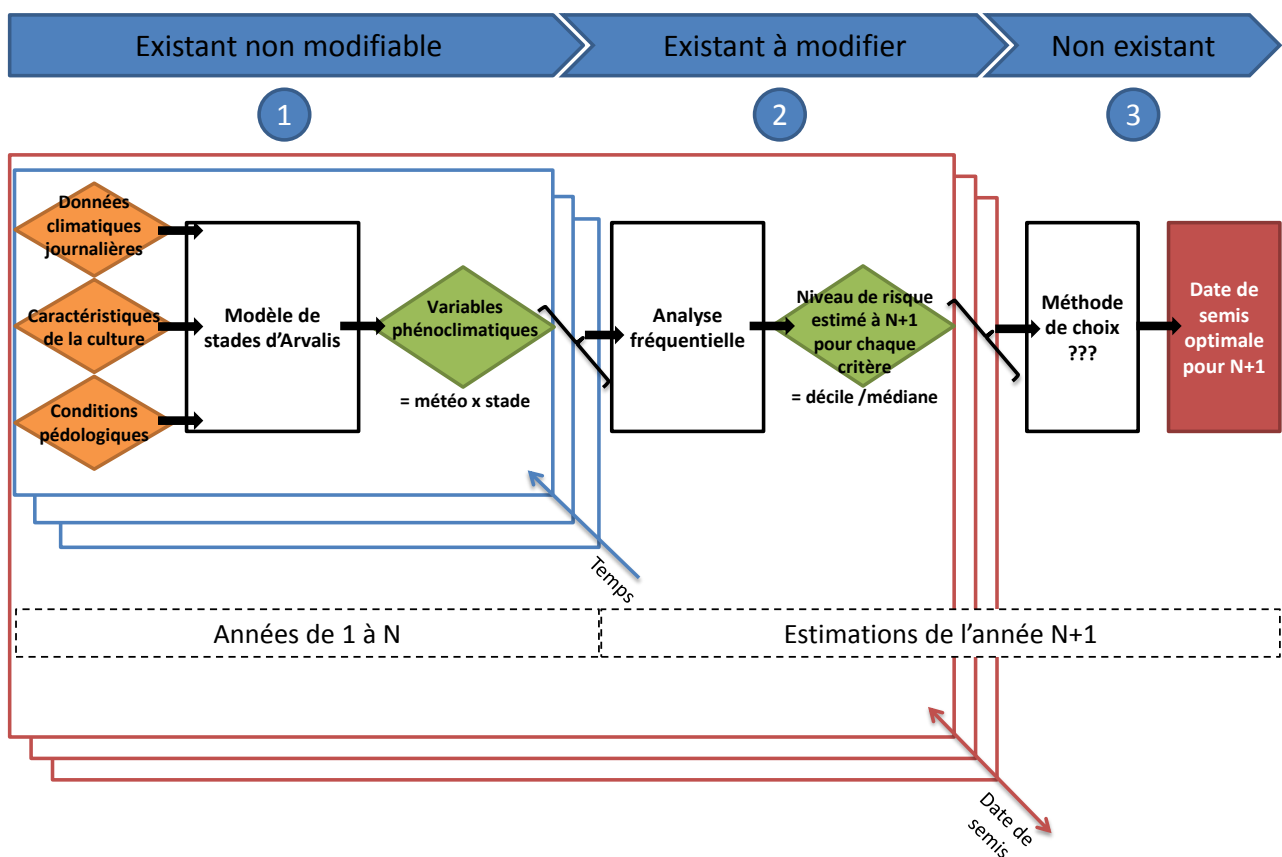 Existant non modifiable
Existant à modifier
Non existant
1
2
3
Données
climatiques
journalières
Caractéristiques
de la culture
Conditions
pédologiques
Modèle de
stades d'Arvalis
Variables
phénoclimatiques
= météo x stade
Analyse
fréquentielle
Niveau de risque
estimé à N+1
pour chaque
critère
= décile /médiane
Méthode
de choix
???
Date de
semis
optimale
pour N+1
Temps
Années de 1 à N
Estimations de l'année N+1
Date de
semis